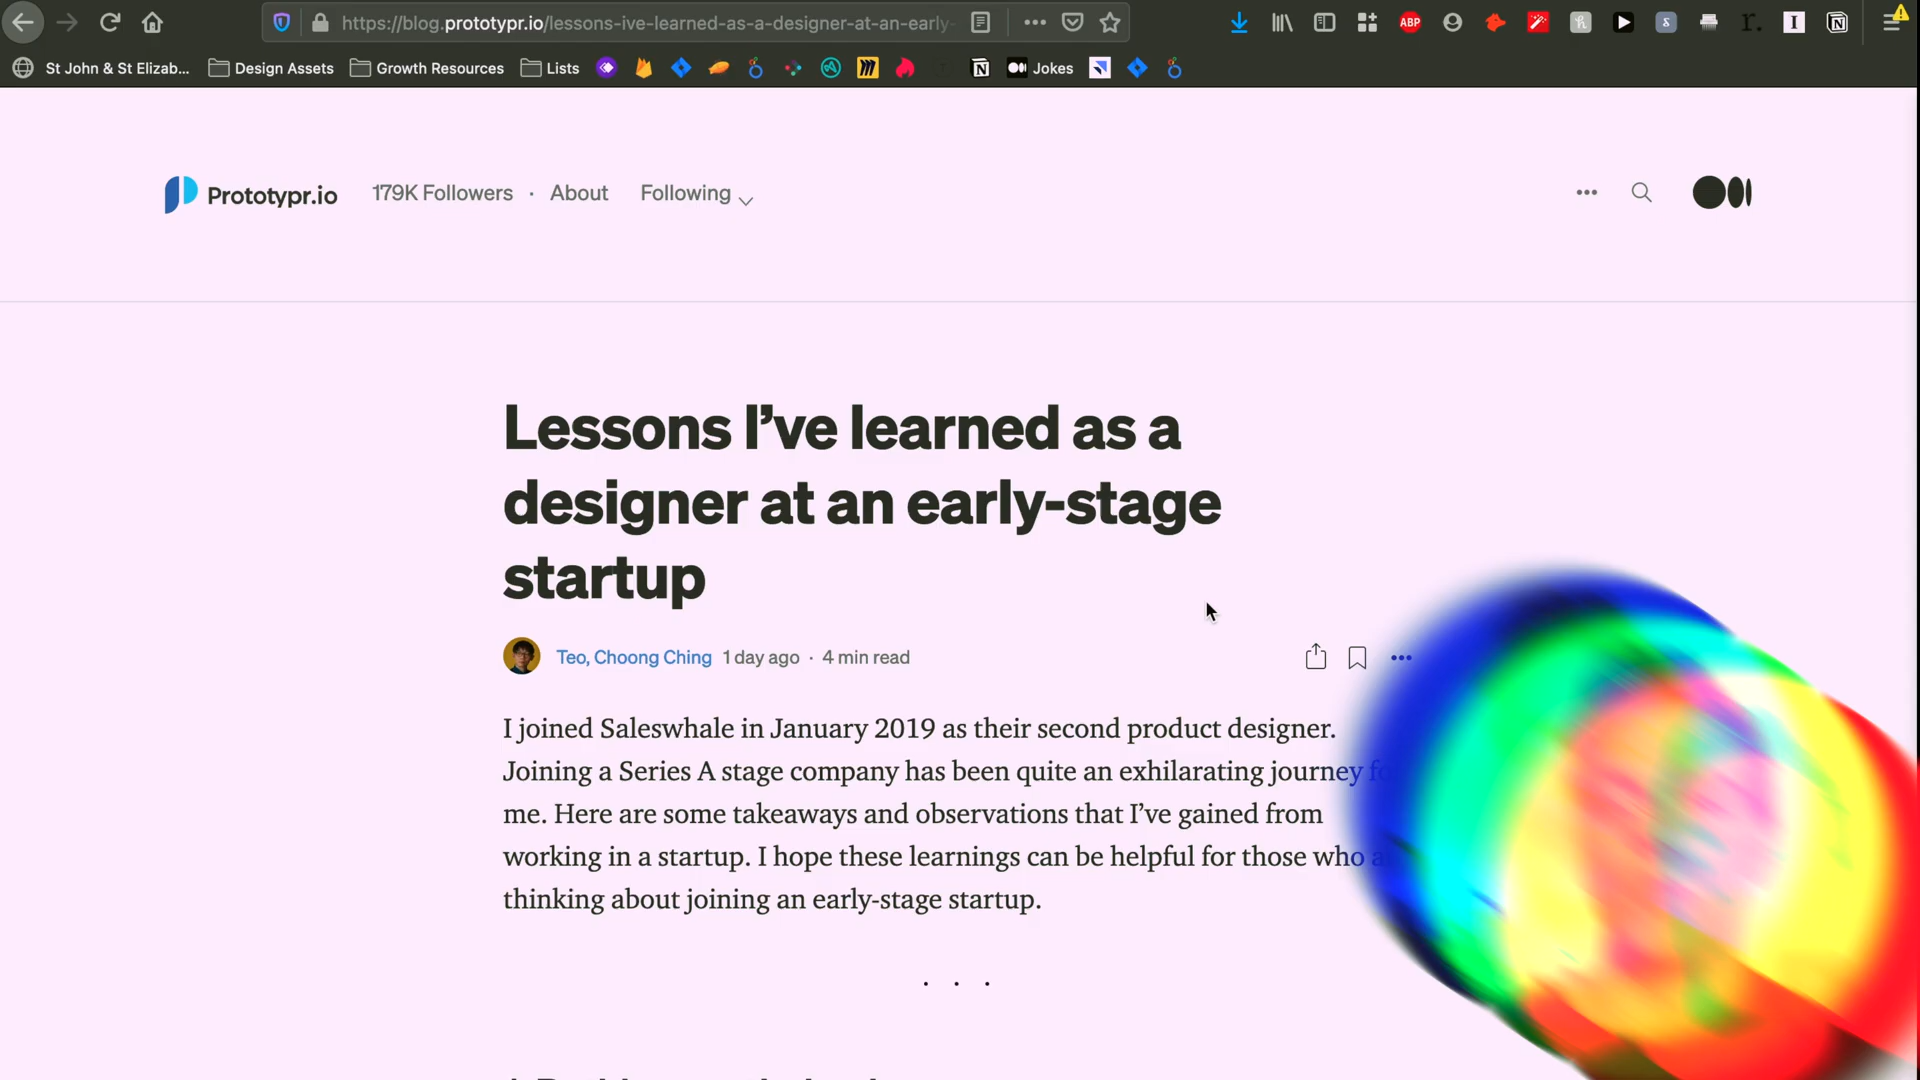 https://blog.prototypr.io/lessons-ive-learned-as-a-designer-at-an-early-
ABP
St John & St Elizab... Design Assets Growth Resources Lists Jokes
Prototypr.io 179K Followers · About Following
Lessons I’ve learned as a
designer at an early-stage
startup
Teo, Choong Ching 1 day ago · 4 min read
I joined Saleswhale in January 2019 as their second product designer.
Joining a Series A stage company has been quite an exhilarating journey
me. Here are some takeaways and observations that I’ve gained from
working in a startup. I hope these learnings can be helpful for those who
thinking about joining an early-stage startup.
. . .